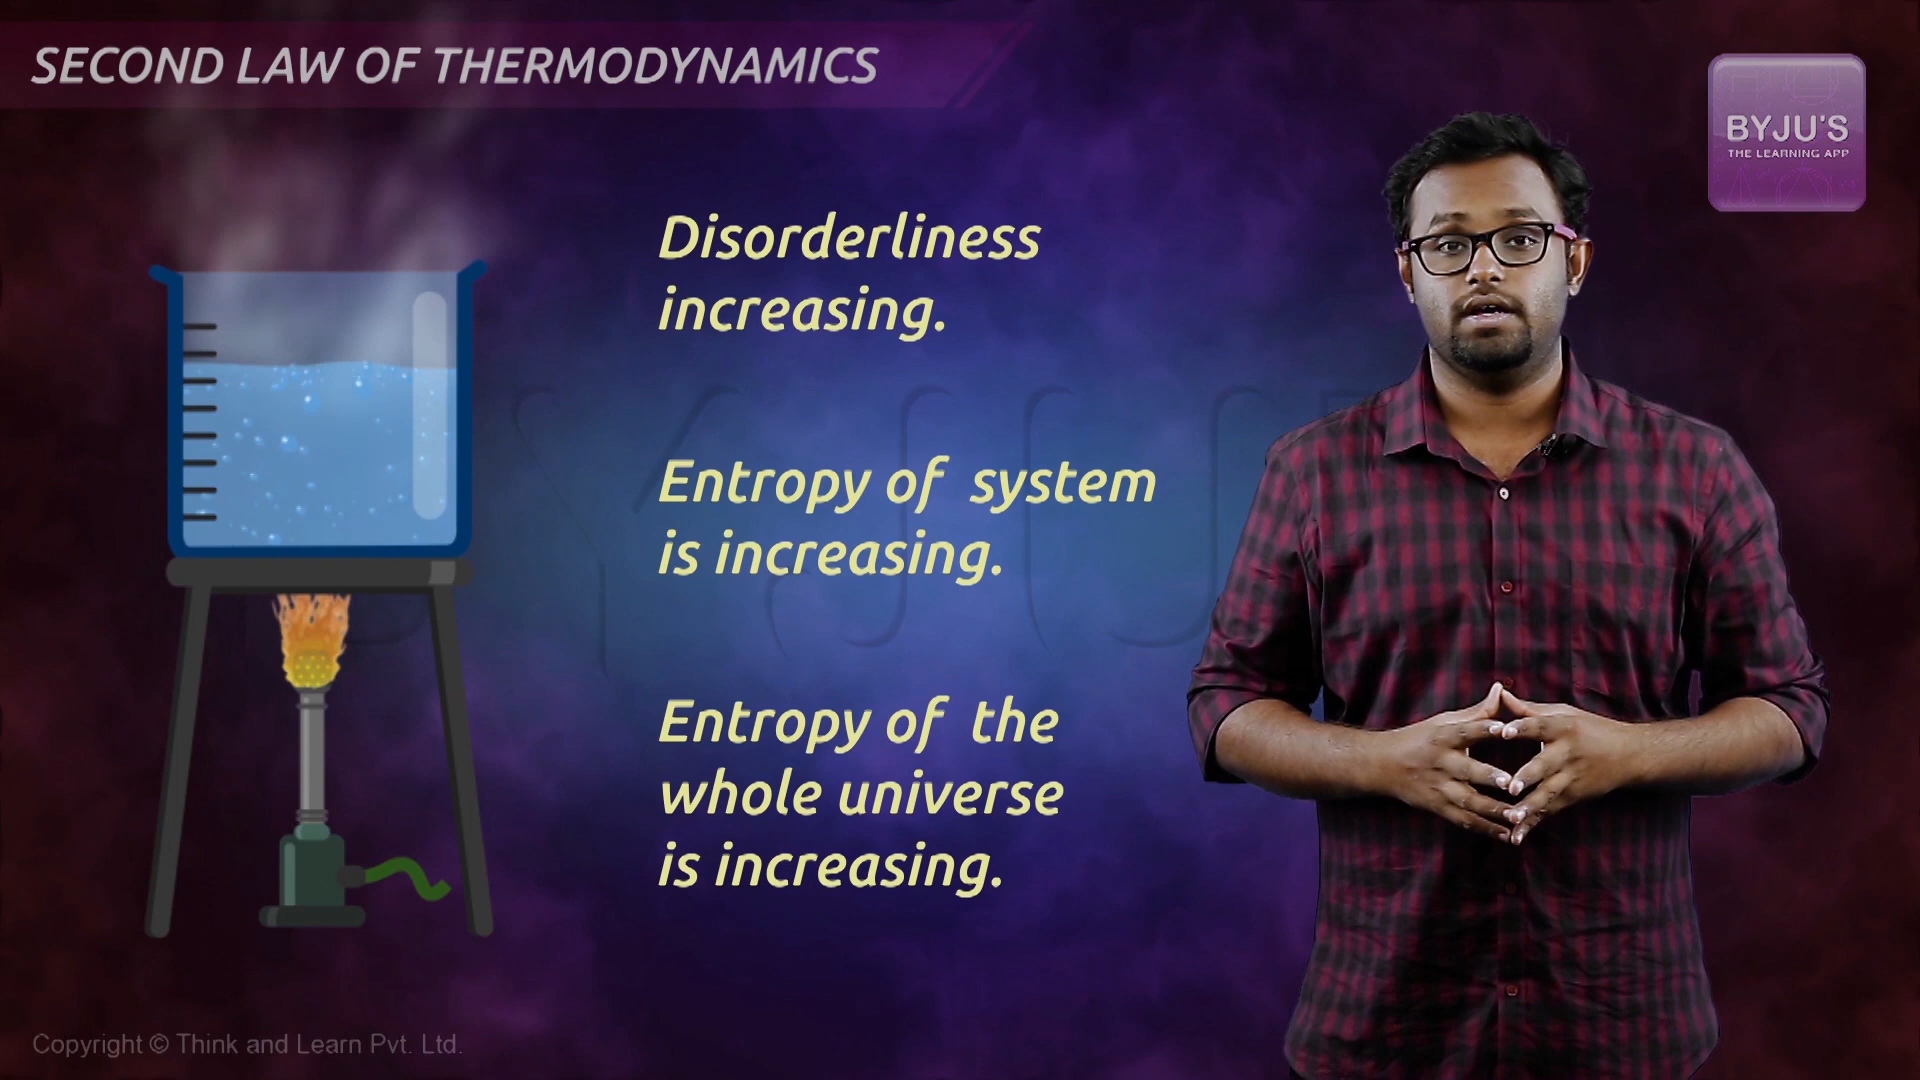 SECOND LAW OF THERMODYNAMICS
BYJU'S
THE LEARNING APP
Disorderliness
increasing.
Entropy of system
is increasing.
Entropy of the
whole universe
is increasing.
Copyright © Think and Learn Pvt. Ltd.